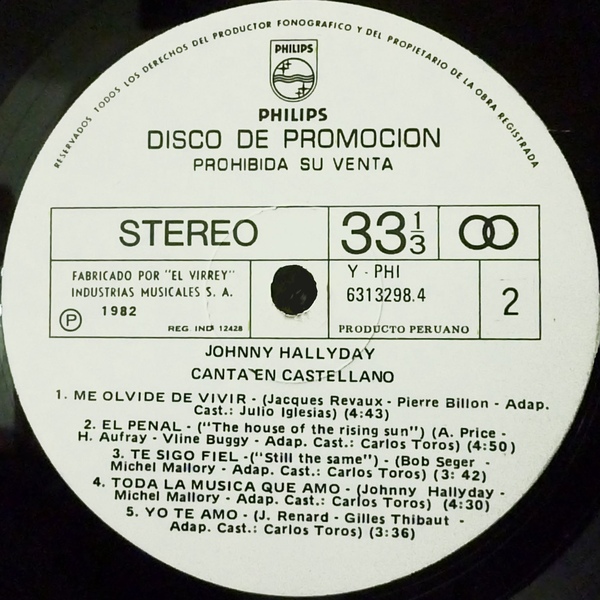 RESERVADOS TODOS LOS DERECHOS DEL PRODUCTOR FONOGRAFICO Y DEL PROPIETARIO DE LA OBRA REGISTRADA
PHILIPS
PHILIPS
DISCO DE PROMOCION
PROHIBIDA SU VENTA
STEREO
33 1/3
FABRICADO POR "EL VIRREY"
INDUSTRIAS MUSICALES S. A.
Ⓟ 1982
REG. IND. 12428
Y - PHI
6313298.4
PRODUCTO PERUANO
2
JOHNNY HALLYDAY
CANTA EN CASTELLANO
1. ME OLVIDE DE VIVIR - (Jacques Revaux - Pierre Billon - Adap.
Cast.: Julio Iglesias) (4:43)
2. EL PENAL - ("The house of the rising sun") (A. Price -
H. Aufray - Vline Buggy - Adap. Cast.: Carlos Toros) (4:50)
3. TE SIGO FIEL -("Still the same") - (Bob Seger -
Michel Mallory - Adap. Cast.: Carlos Toros) (3: 42)
4. TODA LA MUSICA QUE AMO - (Johnny Hallyday -
Michel Mallory - Adap. Cast.: Carlos Toros) (4:30)
5. YO TE AMO - (J. Renard - Gilles Thibaut -
Adap. Cast.: Carlos Toros) (3:36)